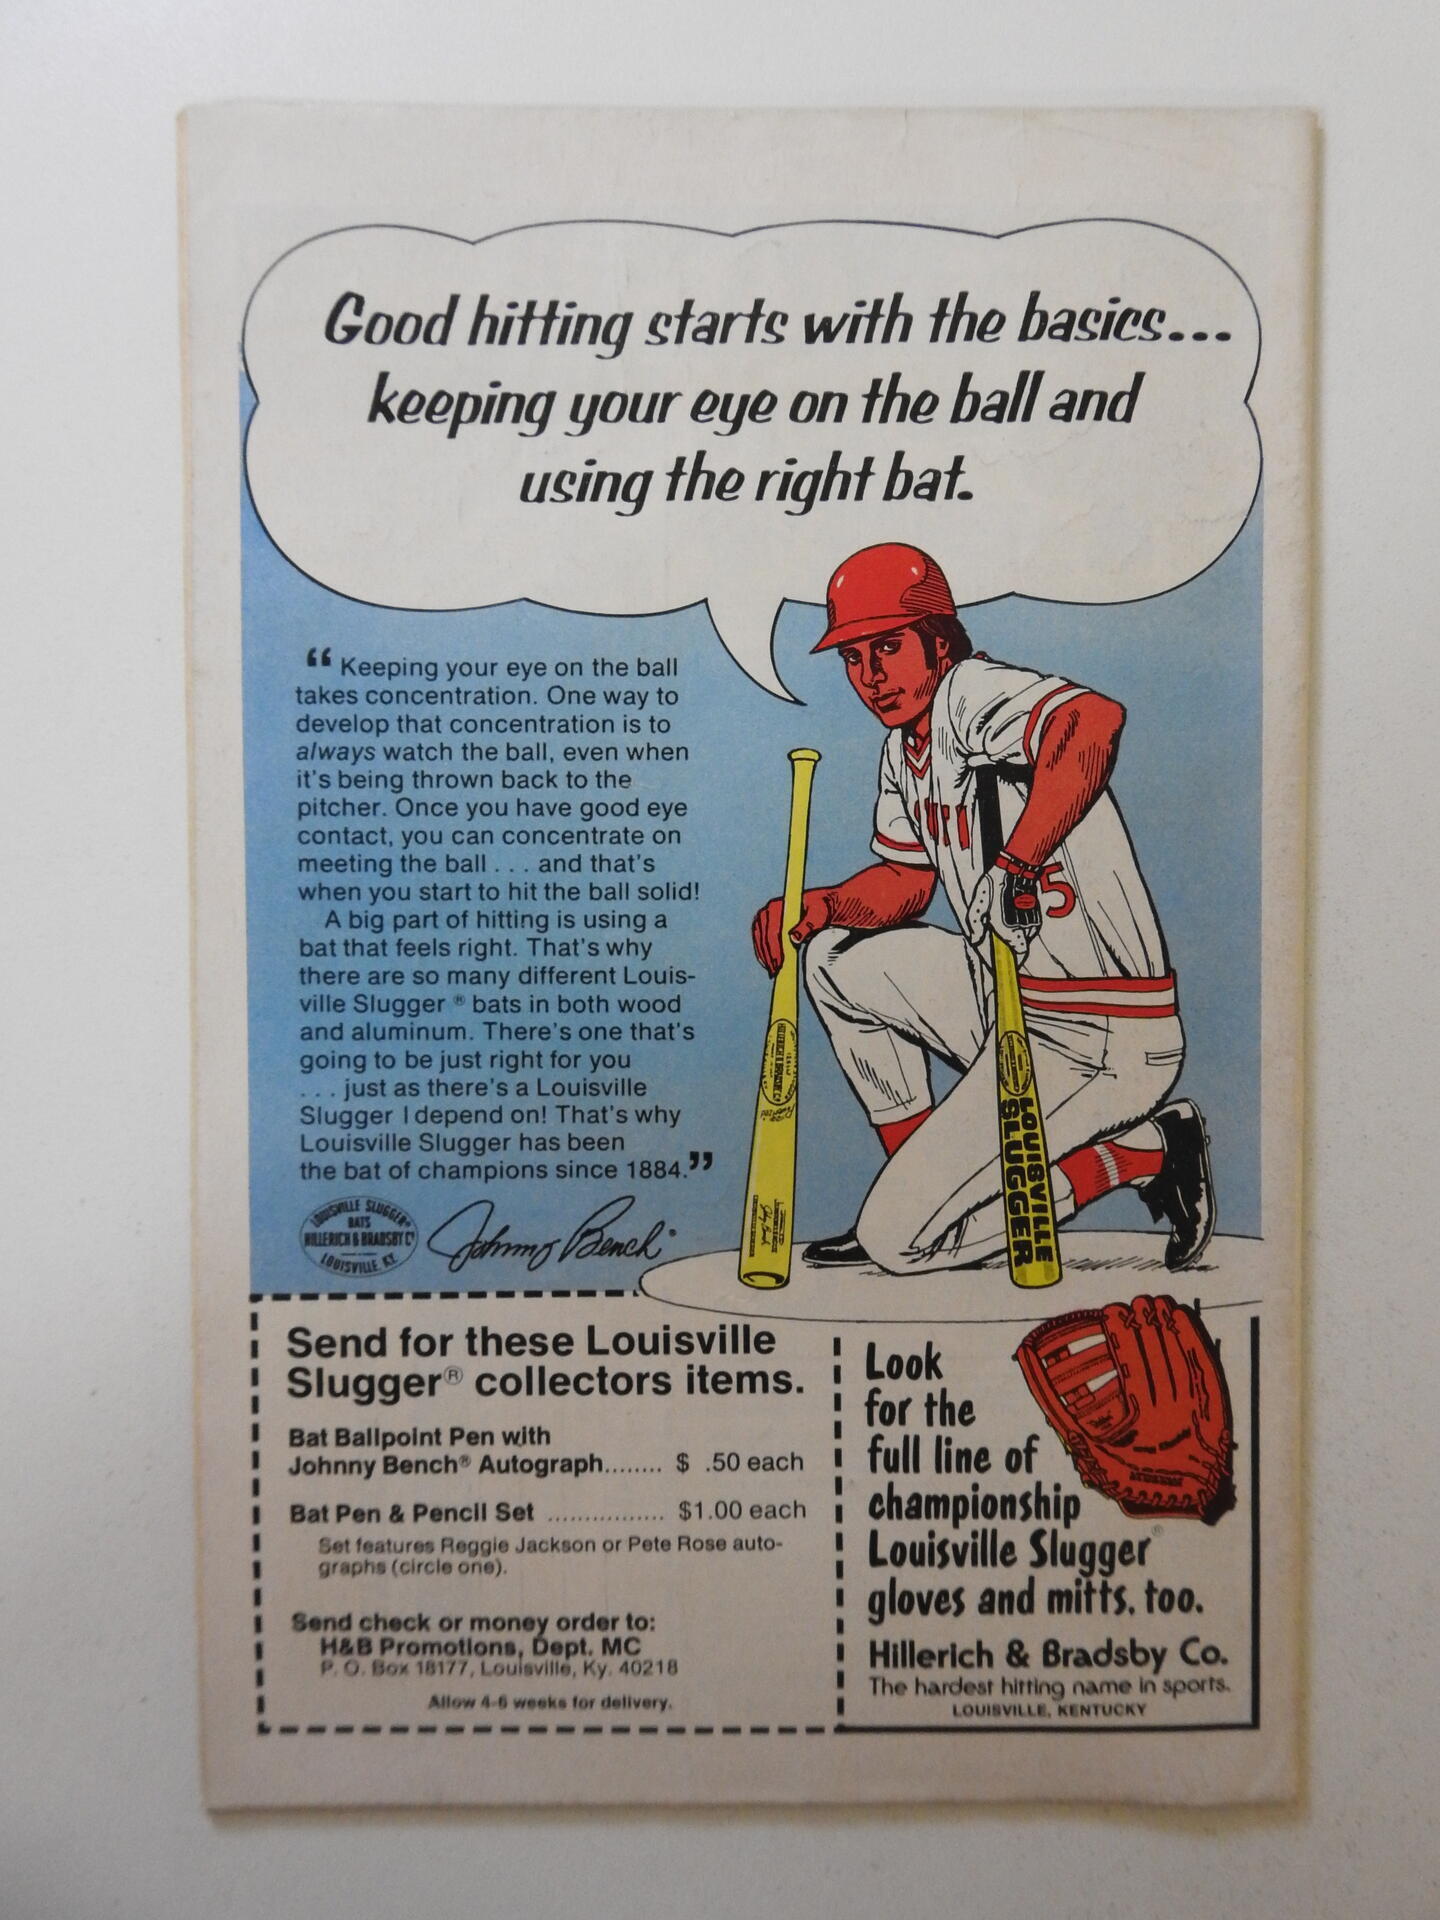 Good hitting starts with the basics...
keeping your eye on the ball and
using the right bat.
“Keeping your eye on the ball
takes concentration. One way to
develop that concentration is to
always watch the ball, even when
it's being thrown back to the
pitcher. Once you have good eye
contact, you can concentrate on
meeting the ball . . . and that's
when you start to hit the ball solid!
A big part of hitting is using a
bat that feels right. That's why
there are so many different Louis-
ville Slugger ® bats in both wood
and aluminum. There's one that's
going to be just right for you
. . . just as there's a Louisville
Slugger I depend on! That's why
Louisville Slugger has been
the bat of champions since 1884.”
LOUISVILLE SLUGGER®
BATS
HILLERICH & BRADSBY Cº
LOUISVILLE, KY.
Johnny Bench®
5
HILLERICH & BRADSBY Cº
LOUISVILLE
SLUGGER
Send for these Louisville
Slugger® collectors items.
Bat Ballpoint Pen with
Johnny Bench® Autograph........ $ .50 each
Bat Pen & Pencil Set ................ $1.00 each
Set features Reggie Jackson or Pete Rose auto-
graphs (circle one).
Send check or money order to:
H&B Promotions, Dept. MC
P. O. Box 18177, Louisville, Ky. 40218
Allow 4-6 weeks for delivery.
Look
for the
full line of
championship
Louisville Slugger®
gloves and mitts, too.
Hillerich & Bradsby Co.
The hardest hitting name in sports.
LOUISVILLE, KENTUCKY